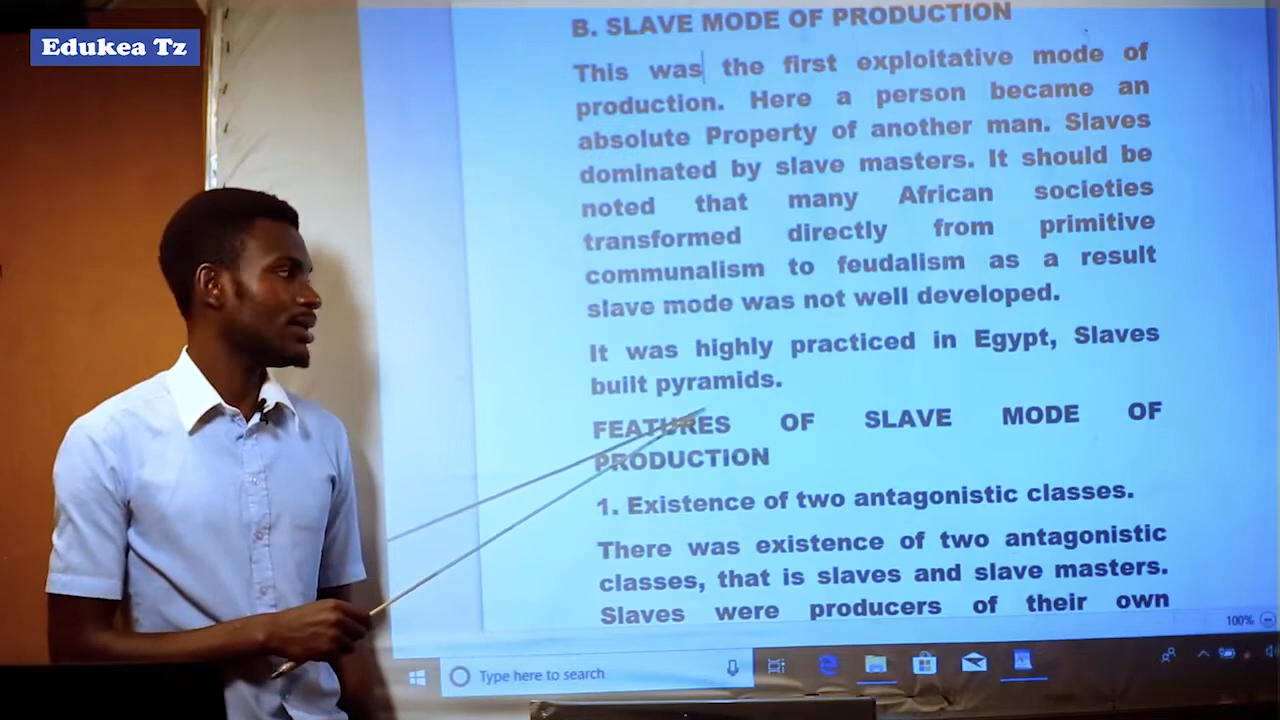 Edukea Tz
B. SLAVE MODE OF PRODUCTION
This was the first exploitative mode of
production. Here a person became an
absolute Property of another man. Slaves
dominated by slave masters. It should be
noted that many African societies
transformed directly from primitive
communalism to feudalism as a result
slave mode was not well developed.
It was highly practiced in Egypt, Slaves
built pyramids.
FEATURES OF SLAVE MODE OF
PRODUCTION
1. Existence of two antagonistic classes.
There was existence of two antagonistic
classes, that is slaves and slave masters.
Slaves were producers of their own
100%
Type here to search